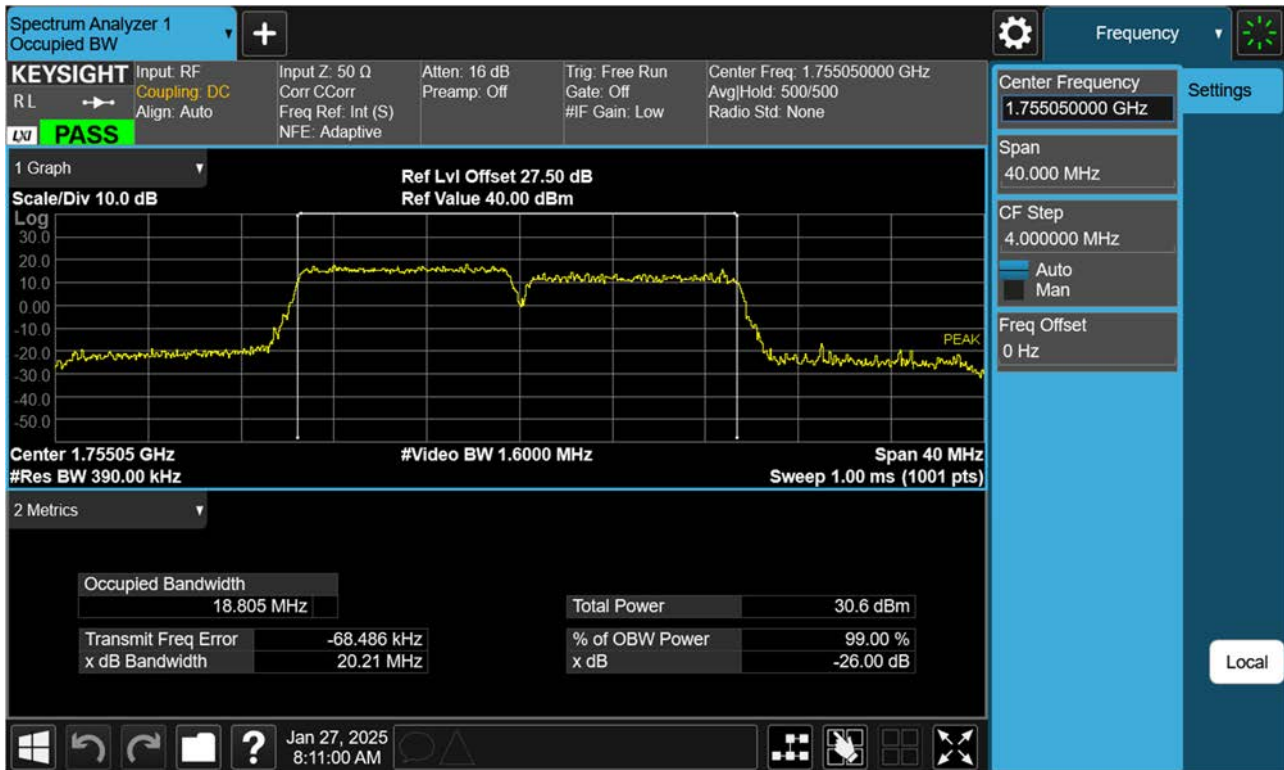 Spectrum Analyzer 1
Occupied BW
+
Frequency
KEYSIGHT
RL
LXI
PASS
Input: RF
Coupling: DC
Align: Auto
Input Z: 50 Ω
Corr CCorr
Freq Ref: Int (S)
NFE: Adaptive
Atten: 16 dB
Preamp: Off
Trig: Free Run
Gate: Off
#IF Gain: Low
Center Freq: 1.755050000 GHz
Avg|Hold: 500/500
Radio Std: None
Center Frequency
1.755050000 GHz
Settings
Span
40.000 MHz
CF Step
4.000000 MHz
Auto
Man
Freq Offset
0 Hz
Local
1 Graph
Scale/Div 10.0 dB
Ref Lvl Offset 27.50 dB
Ref Value 40.00 dBm
Log
30.0
20.0
10.0
0.00
-10.0
-20.0
-30.0
-40.0
-50.0
PEAK
Center 1.75505 GHz
#Video BW 1.6000 MHz
Span 40 MHz
#Res BW 390.00 kHz
Sweep 1.00 ms (1001 pts)
2 Metrics
Occupied Bandwidth
18.805 MHz
Total Power 30.6 dBm
Transmit Freq Error -68.486 kHz
% of OBW Power 99.00 %
x dB Bandwidth 20.21 MHz
x dB -26.00 dB
?
Jan 27, 2025
8:11:00 AM